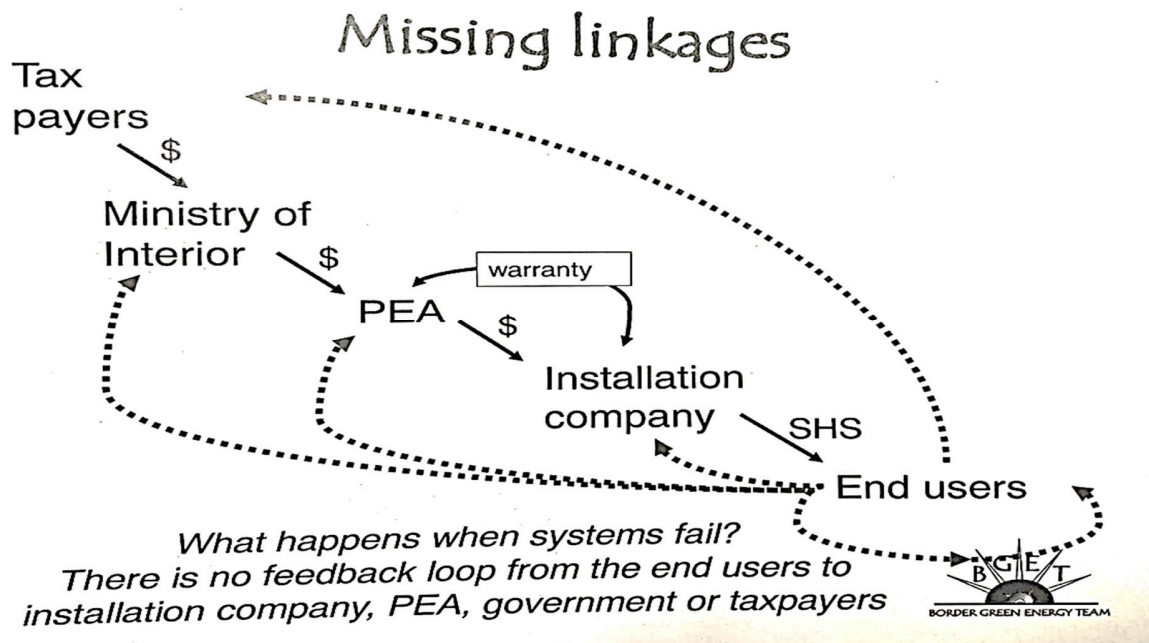 Missing linkages
Tax
payers
$
Ministry of
Interior
$
warranty
PEA
$
Installation
company
SHS
End users
What happens when systems fail?
There is no feedback loop from the end users to
installation company, PEA, government or taxpayers
BGET
BORDER GREEN ENERGY TEAM